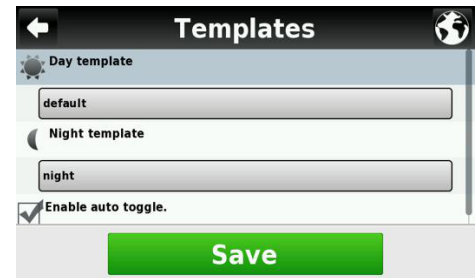 Templates
Day template
default
Night template
night
Enable auto toggle.
Save